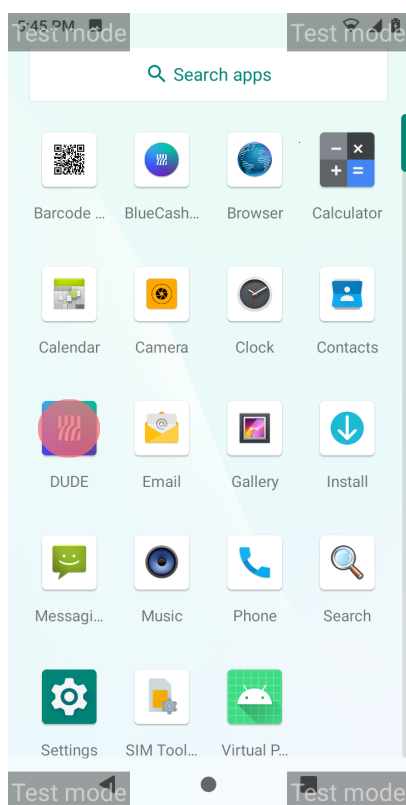 5:45 PM
Test mode Test mode
Search apps
Barcode ... BlueCash... Browser Calculator
Calendar Camera Clock Contacts
DUDE Email Gallery Install
Messagi... Music Phone Search
Settings SIM Tool... Virtual P...
Test mode Test mode